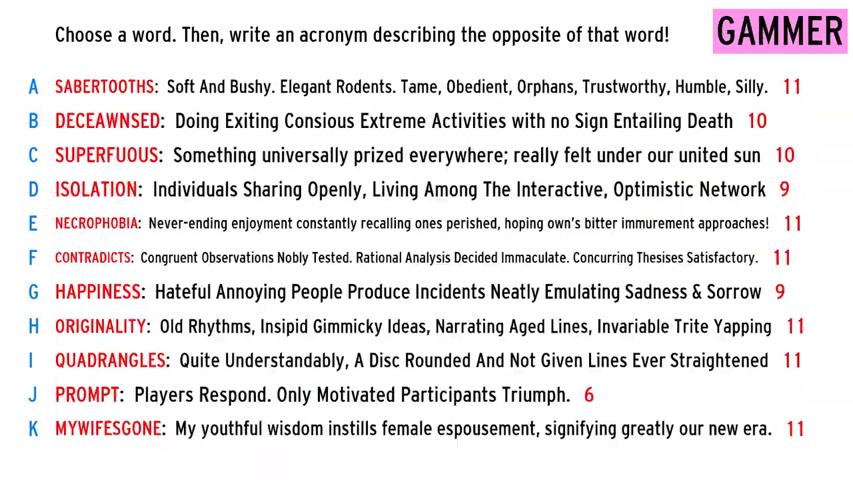 Choose a word. Then, write an acronym describing the opposite of that word!
GAMMER
A SABERTOOTHS: Soft And Bushy. Elegant Rodents. Tame, Obedient, Orphans, Trustworthy, Humble, Silly. 11
B DECEAWNSED: Doing Exiting Consious Extreme Activities with no Sign Entailing Death 10
C SUPERFUOUS: Something universally prized everywhere; really felt under our united sun 10
D ISOLATION: Individuals Sharing Openly, Living Among The Interactive, Optimistic Network 9
E NECROPHOBIA: Never-ending enjoyment constantly recalling ones perished, hoping own's bitter immurement approaches! 11
F CONTRADICTS: Congruent Observations Nobly Tested. Rational Analysis Decided Immaculate. Concurring Thesises Satisfactory. 11
G HAPPINESS: Hateful Annoying People Produce Incidents Neatly Emulating Sadness & Sorrow 9
H ORIGINALITY: Old Rhythms, Insipid Gimmicky Ideas, Narrating Aged Lines, Invariable Trite Yapping 11
I QUADRANGLES: Quite Understandably, A Disc Rounded And Not Given Lines Ever Straightened 11
J PROMPT: Players Respond. Only Motivated Participants Triumph. 6
K MYWIFESGONE: My youthful wisdom instills female espousement, signifying greatly our new era. 11